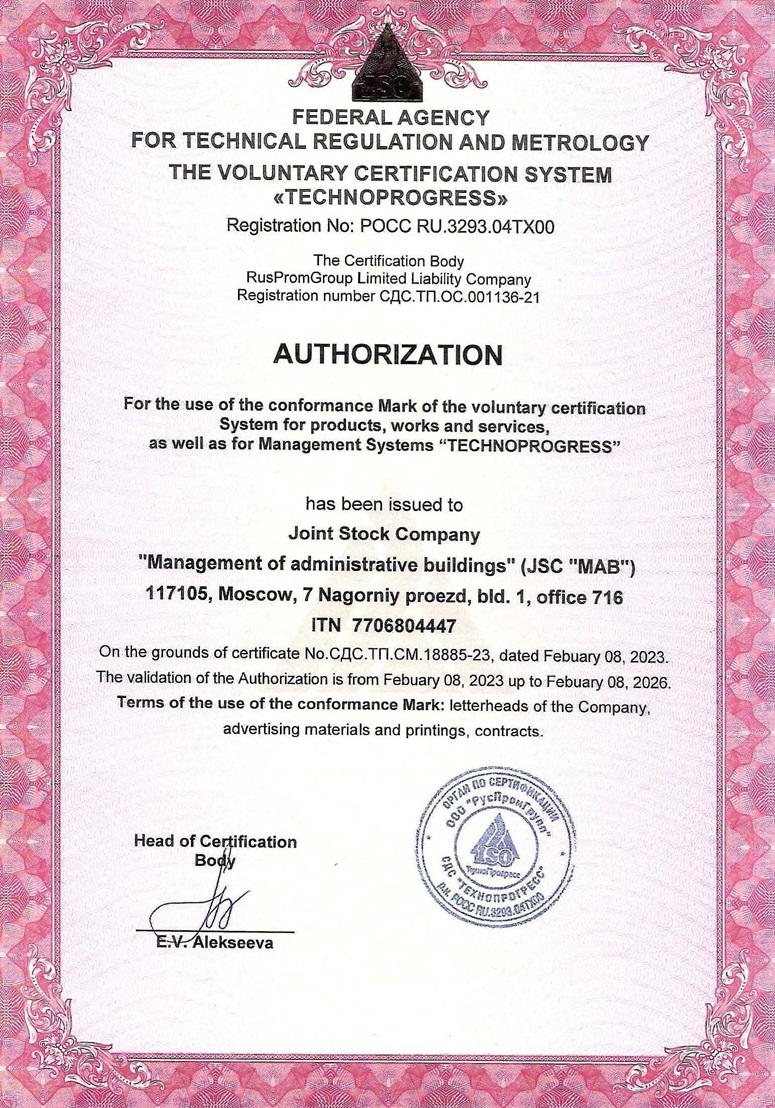 ISO
FEDERAL AGENCY
FOR TECHNICAL REGULATION AND METROLOGY
THE VOLUNTARY CERTIFICATION SYSTEM
«TECHNOPROGRESS»
Registration No: РОСС RU.3293.04ТХ00
The Certification Body
RusPromGroup Limited Liability Company
Registration number СДС.ТП.ОС.001136-21
AUTHORIZATION
For the use of the conformance Mark of the voluntary certification
System for products, works and services,
as well as for Management Systems “TECHNOPROGRESS”
has been issued to
Joint Stock Company
"Management of administrative buildings" (JSC "MAB")
117105, Moscow, 7 Nagorniy proezd, bld. 1, office 716
ITN 7706804447
On the grounds of certificate No.СДС.ТП.СМ.18885-23, dated Febuary 08, 2023.
The validation of the Authorization is from Febuary 08, 2023 up to Febuary 08, 2026.
Terms of the use of the conformance Mark: letterheads of the Company,
advertising materials and printings, contracts.
Head of Certification
Body
E.V. Alekseeva
ОРГАН ПО СЕРТИФИКАЦИИ
ООО "РусПромГрупп"
ISO
ТехноПрогресс
СДС "ТЕХНОПРОГРЕСС"
р.н. РОСС RU.3293.04ТХ00